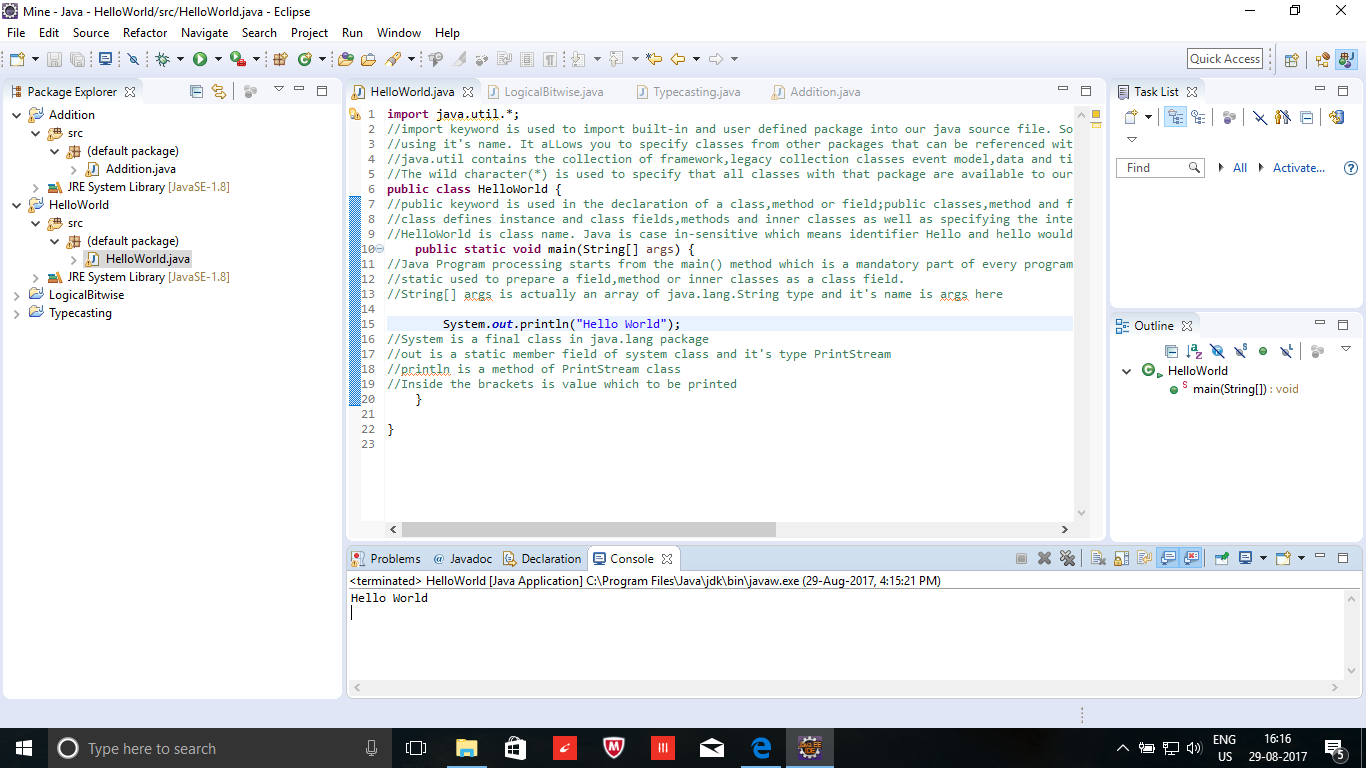 Mine - Java - HelloWorld/src/HelloWorld.java - Eclipse
File Edit Source Refactor Navigate Search Project Run Window Help
Quick Access
Package Explorer
Addition
src
(default package)
Addition.java
JRE System Library [JavaSE-1.8]
HelloWorld
src
(default package)
HelloWorld.java
JRE System Library [JavaSE-1.8]
LogicalBitwise
Typecasting
HelloWorld.java LogicalBitwise.java Typecasting.java Addition.java
1 import java.util.*;
2 //import keyword is used to import built-in and user defined package into our java source file. So
3 //using it's name. It aLLows you to specify classes from other packages that can be referenced wit
4 //java.util contains the collection of framework,legacy collection classes event model,data and ti
5 //The wild character(*) is used to specify that all classes with that package are available to our
6 public class HelloWorld {
7 //public keyword is used in the declaration of a class,method or field;public classes,method and f
8 //class defines instance and class fields,methods and inner classes as well as specifying the inte
9 //HelloWorld is class name. Java is case in-sensitive which means identifier Hello and hello would
10 public static void main(String[] args) {
11 //Java Program processing starts from the main() method which is a mandatory part of every program
12 //static used to prepare a field,method or inner classes as a class field.
13 //String[] args is actually an array of java.lang.String type and it's name is args here
14
15 System.out.println("Hello World");
16 //System is a final class in java.lang package
17 //out is a static member field of system class and it's type PrintStream
18 //println is a method of PrintStream class
19 //Inside the brackets is value which to be printed
20 }
21
22 }
23
Task List
Find All Activate...
Outline
HelloWorld
main(String[]) : void
Problems @ Javadoc Declaration Console
<terminated> HelloWorld [Java Application] C:\Program Files\Java\jdk\bin\javaw.exe (29-Aug-2017, 4:15:21 PM)
Hello World
Type here to search
ENG
US
16:16
29-08-2017
5